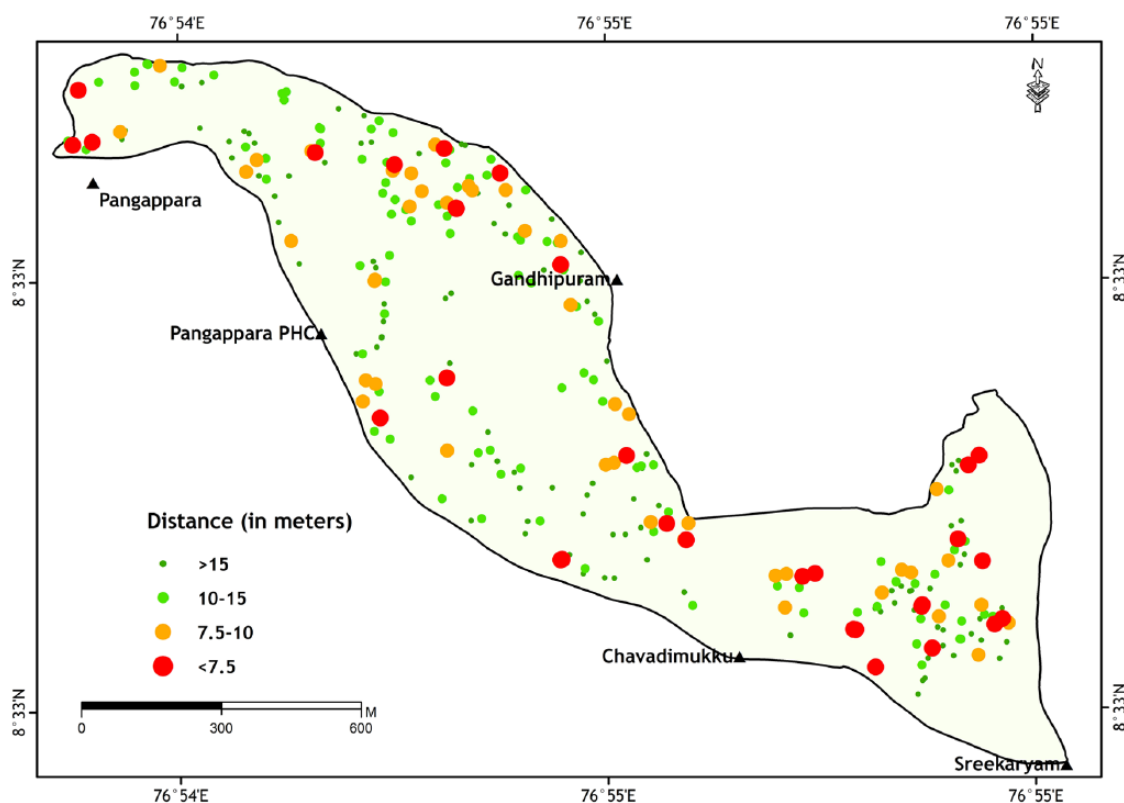 76°54'E 76°55'E 76°55'E
N
Pangappara
Gandhipuram
8°33'N 8°33'N
Pangappara PHC
Distance (in meters)
>15
10-15
7.5-10
<7.5
Chavadimukku
0 300 600 M
8°33'N 8°33'N
Sreekaryam
76°54'E 76°55'E 76°55'E